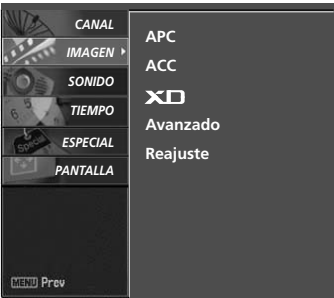 CANAL
IMAGEN
SONIDO
TIEMPO
ESPECIAL
PANTALLA
MENU Prev
APC
ACC
XD
Avanzado
Reajuste